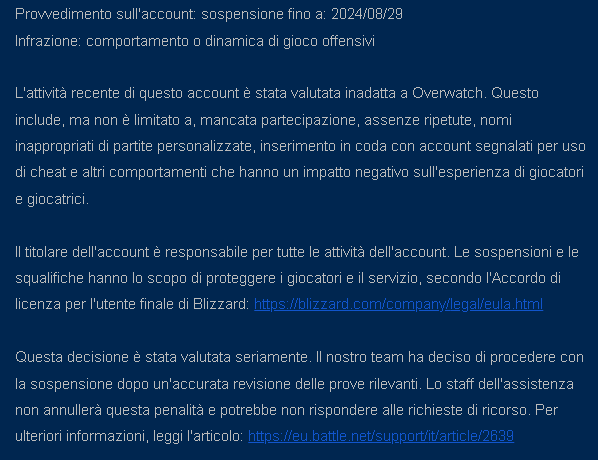 Provvedimento sull'account: sospensione fino a: 2024/08/29
Infrazione: comportamento o dinamica di gioco offensivi
L'attività recente di questo account è stata valutata inadatta a Overwatch. Questo
include, ma non è limitato a, mancata partecipazione, assenze ripetute, nomi
inappropriati di partite personalizzate, inserimento in coda con account segnalati per uso
di cheat e altri comportamenti che hanno un impatto negativo sull'esperienza di giocatori
e giocatrici.
Il titolare dell'account è responsabile per tutte le attività dell'account. Le sospensioni e le
squalifiche hanno lo scopo di proteggere i giocatori e il servizio, secondo l'Accordo di
licenza per l'utente finale di Blizzard: https://blizzard.com/company/legal/eula.html
Questa decisione è stata valutata seriamente. Il nostro team ha deciso di procedere con
la sospensione dopo un'accurata revisione delle prove rilevanti. Lo staff dell'assistenza
non annullerà questa penalità e potrebbe non rispondere alle richieste di ricorso. Per
ulteriori informazioni, leggi l'articolo: https://eu.battle.net/support/it/article/2639